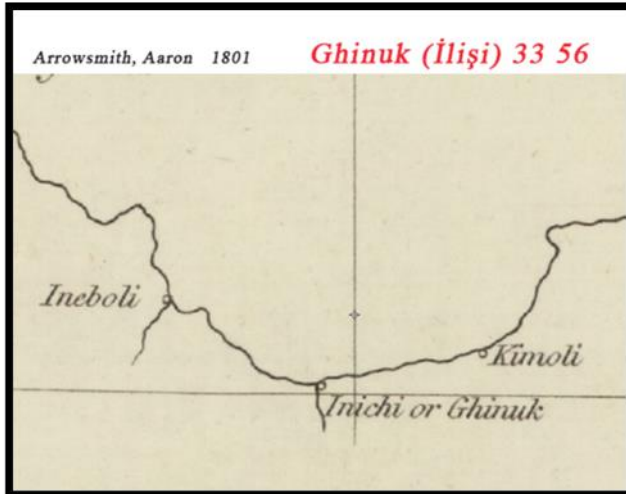 Arrowsmith, Aaron 1801 Ghinuk (İlişi) 33 56
Ineboli
Kimoli
Inichi or Ghinuk